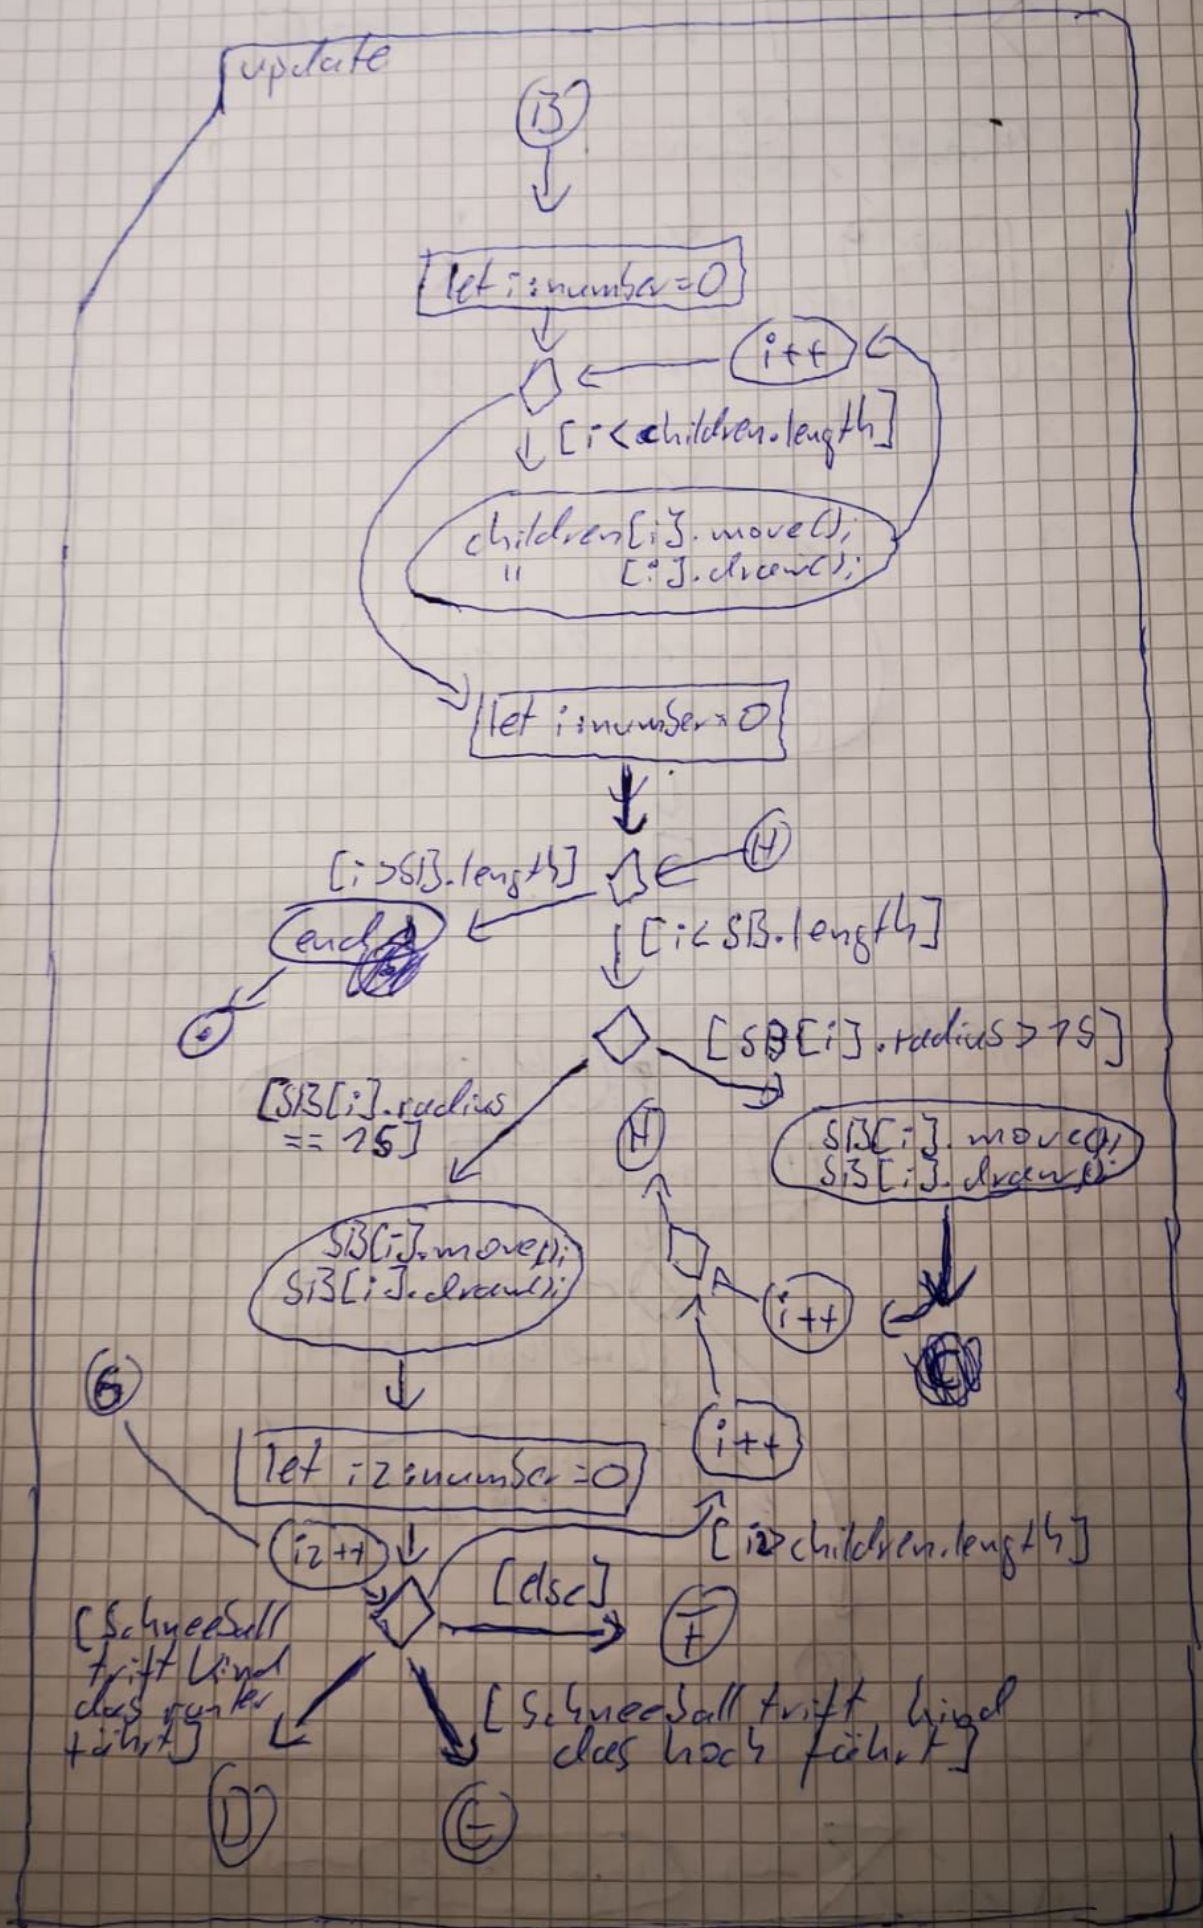 update
B
let i:number=0
i++
[i<children.length]
children[i].move();
" [i].draw();
let i:number=0
H
[i>SB.length]
end
[i<SB.length]
[SB[i].radius>15]
[SB[i].radius
== 15]
H
SB[i].move();
SB[i].draw();
SB[i].move();
SB[i].draw();
i++
G
i++
let i2:number=0
[i2>children.length]
i2++
[else]
F
[Schneeball
trift kind
das runter
fährt]
[Schneeball trift kind
das hoch fährt]
D
E